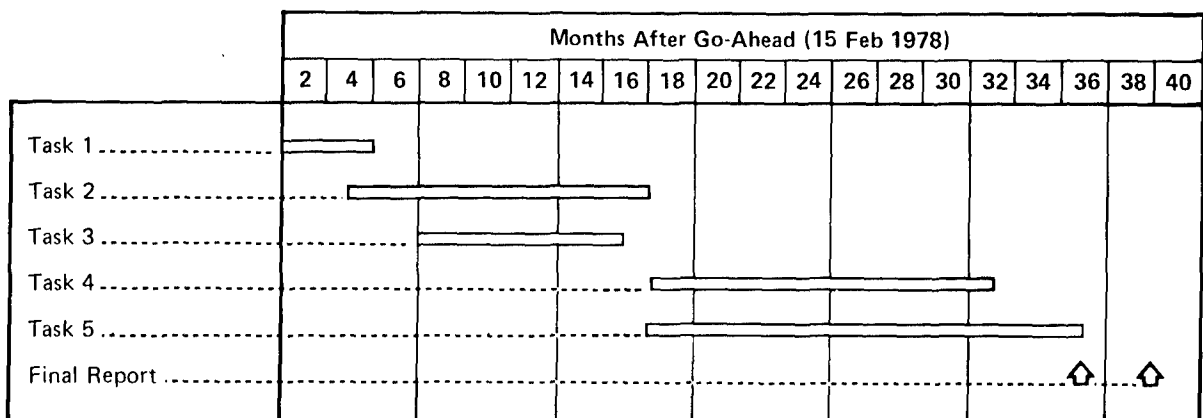 Months After Go-Ahead (15 Feb 1978)
2 4 6 8 10 12 14 16 18 20 22 24 26 28 30 32 34 36 38 40
Task 1
Task 2
Task 3
Task 4
Task 5
Final Report